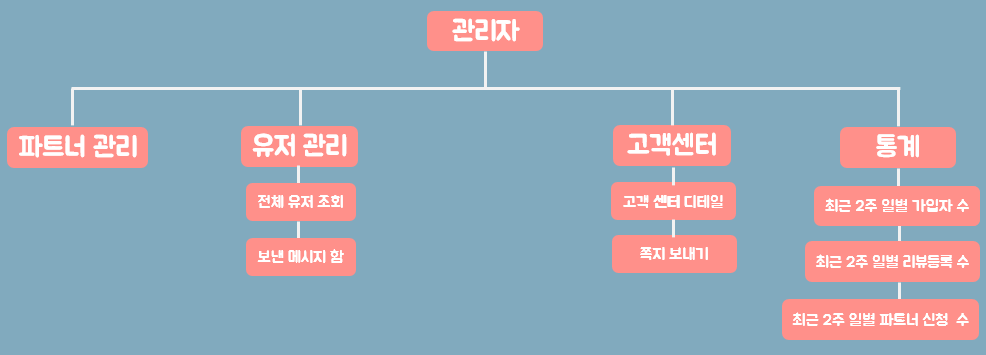 관리자
파트너 관리
유저 관리
고객센터
통계
전체 유저 조회
고객 센터 디테일
최근 2주 일별 가입자 수
보낸 메시지 함
쪽지 보내기
최근 2주 일별 리뷰등록 수
최근 2주 일별 파트너 신청 수